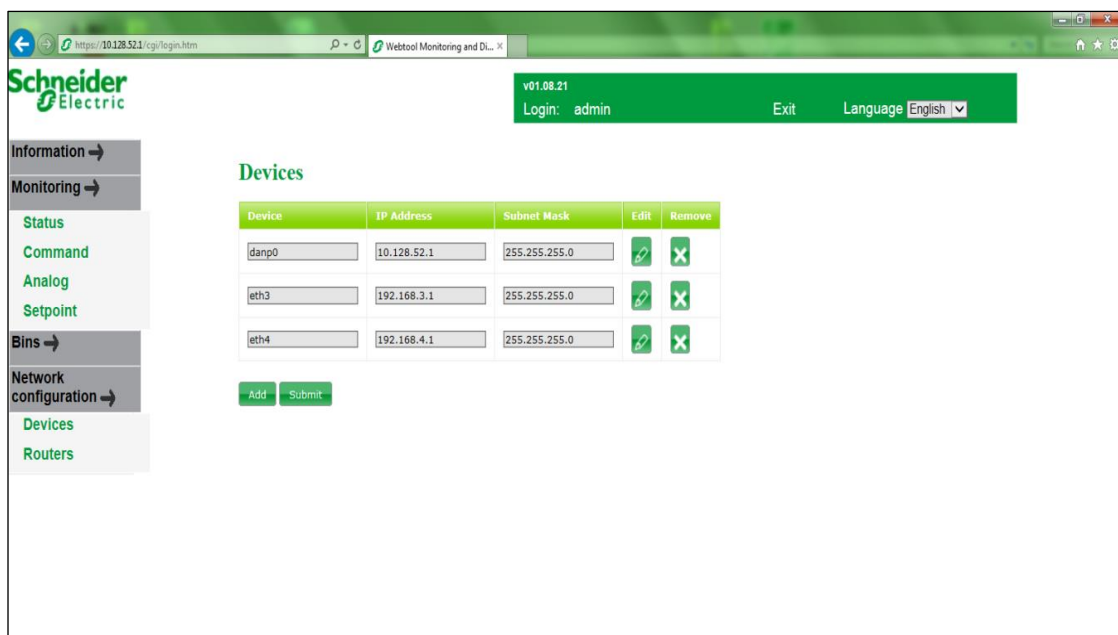 https://10.128.52.1/cgi/login.htm
Webtool Monitoring and Di...
Schneider
Electric
v01.08.21
Login: admin Exit Language English
Information
Monitoring
Status
Command
Analog
Setpoint
Bins
Network
configuration
Devices
Routers
Devices
Device IP Address Subnet Mask Edit Remove
danp0 10.128.52.1 255.255.255.0
eth3 192.168.3.1 255.255.255.0
eth4 192.168.4.1 255.255.255.0
Add Submit